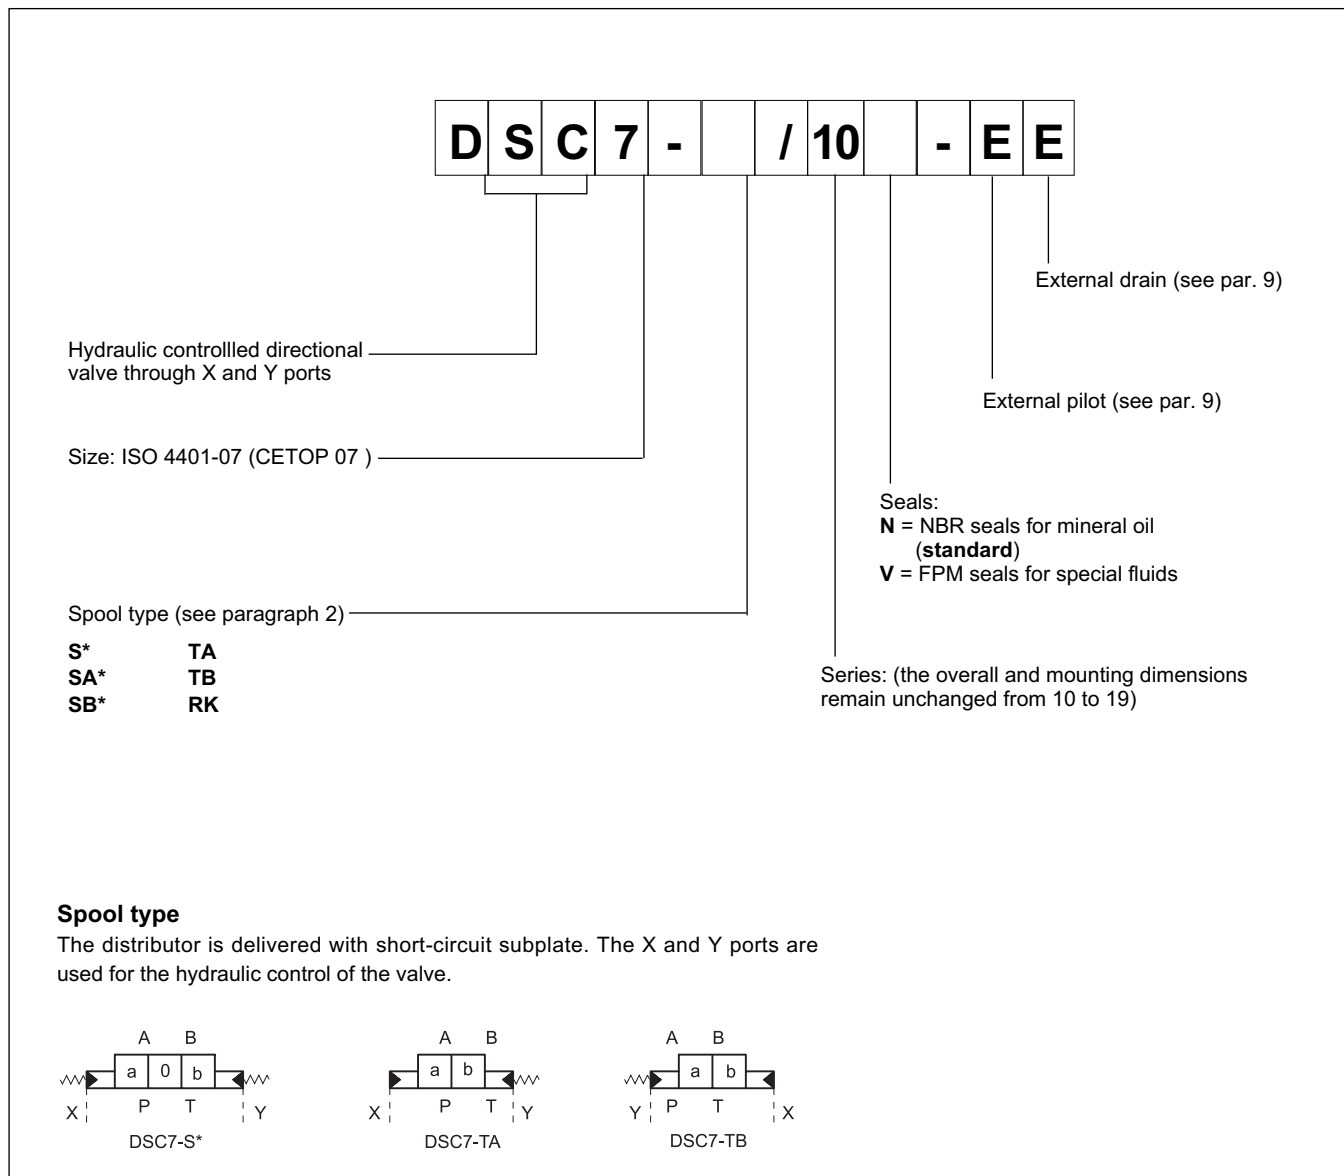 DSC7- /10 -EE
External drain (see par. 9)
Hydraulic controllled directional
valve through X and Y ports
External pilot (see par. 9)
Size: ISO 4401-07 (CETOP 07 )
Seals:
N = NBR seals for mineral oil
(standard)
V = FPM seals for special fluids
Spool type (see paragraph 2)
S* TA
SA* TB
SB* RK
Series: (the overall and mounting dimensions
remain unchanged from 10 to 19)
Spool type
The distributor is delivered with short-circuit subplate. The X and Y ports are
used for the hydraulic control of the valve.
A B
a 0 b
X P T Y
DSC7-S*
A B
a b
X P T Y
DSC7-TA
A B
a b
Y P T X
DSC7-TB